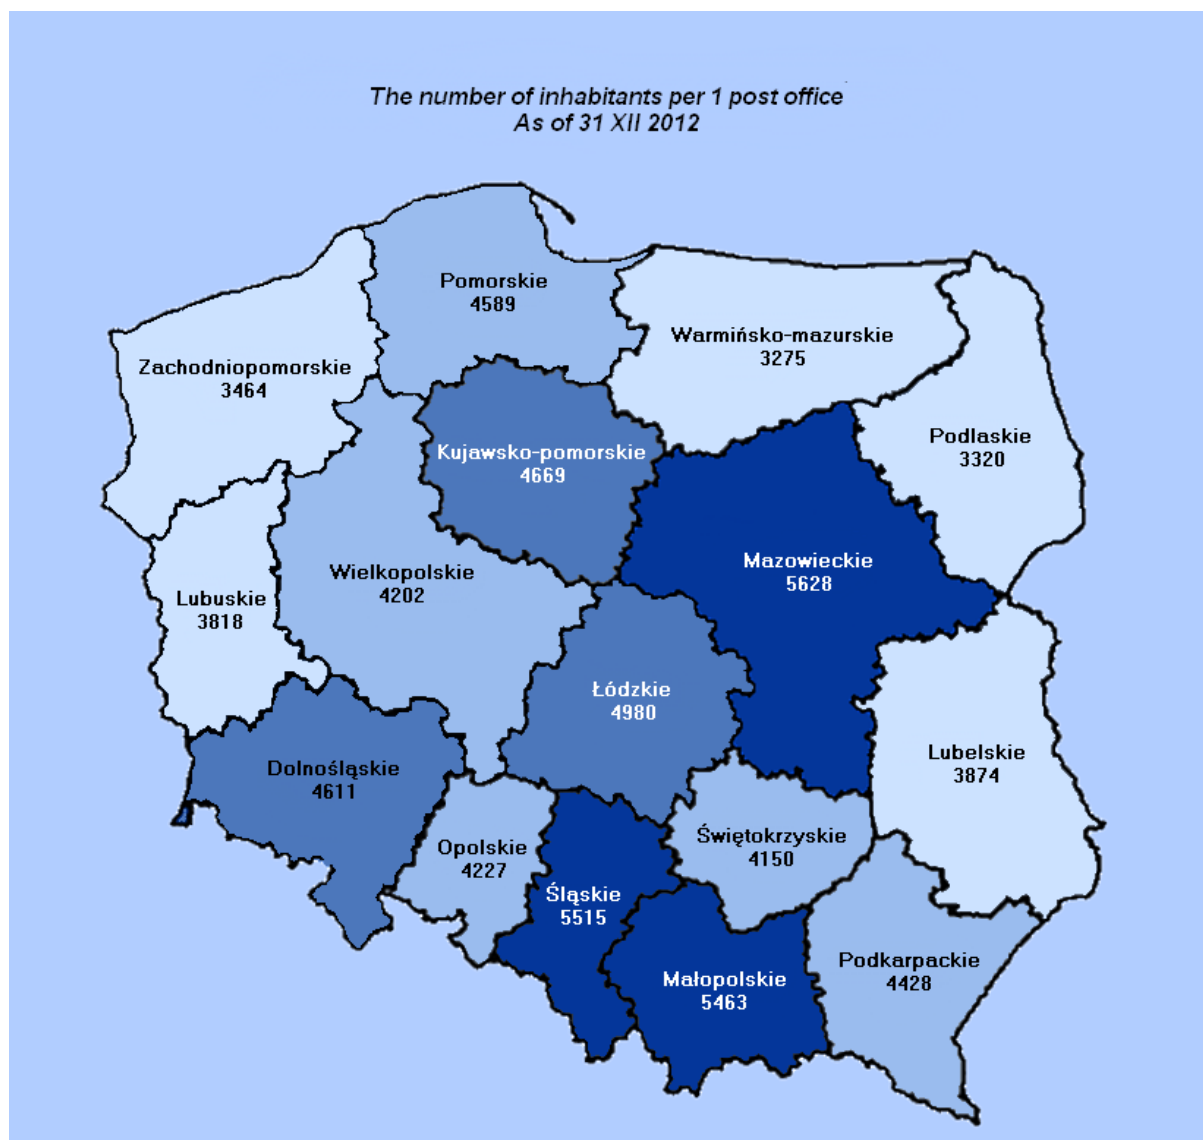 The number of inhabitants per 1 post office
As of 31 XII 2012
Pomorskie
4589
Warmińsko-mazurskie
3275
Zachodniopomorskie
3464
Podlaskie
3320
Kujawsko-pomorskie
4669
Mazowieckie
5628
Wielkopolskie
4202
Lubuskie
3818
Łódzkie
4980
Lubelskie
3874
Dolnośląskie
4611
Świętokrzyskie
4150
Opolskie
4227
Śląskie
5515
Podkarpackie
4428
Małopolskie
5463